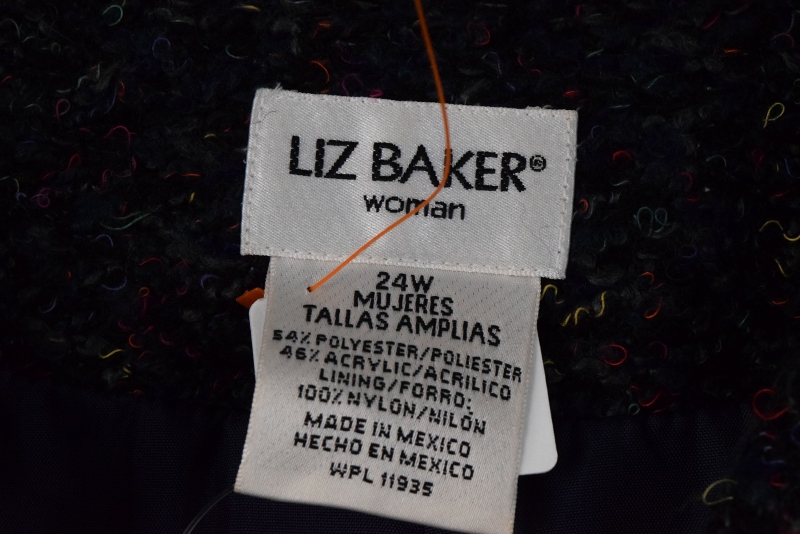 LIZ BAKER®
woman
24W
MUJERES
TALLAS AMPLIAS
54% POLYESTER/POLIESTER
46% ACRYLIC/ACRILICO
LINING/FORRO:
100% NYLON/NILON
MADE IN MEXICO
HECHO EN MEXICO
WPL 11935